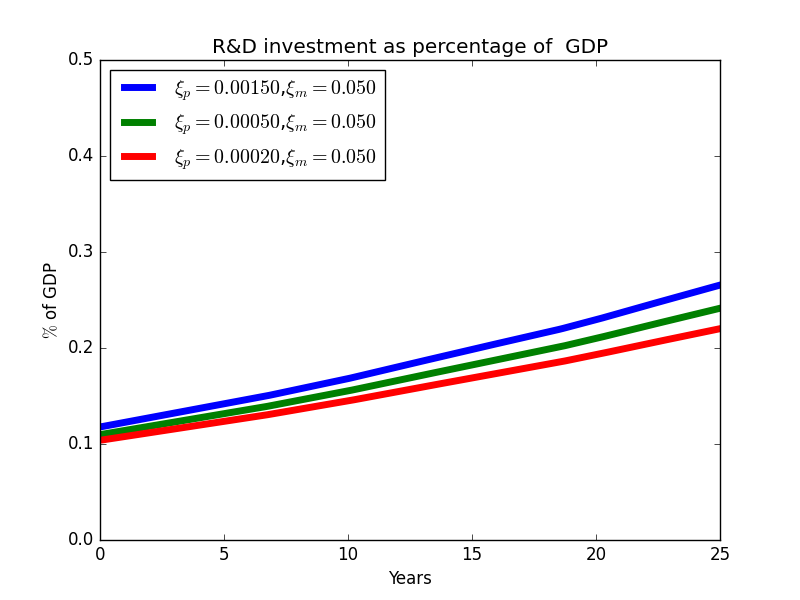 R&D investment as percentage of  GDP
0.5
ξₚ = 0.00150,ξₘ = 0.050
ξₚ = 0.00050,ξₘ = 0.050
ξₚ = 0.00020,ξₘ = 0.050
0.4
0.3
% of GDP
0.2
0.1
0.0
0 5 10 15 20 25
Years